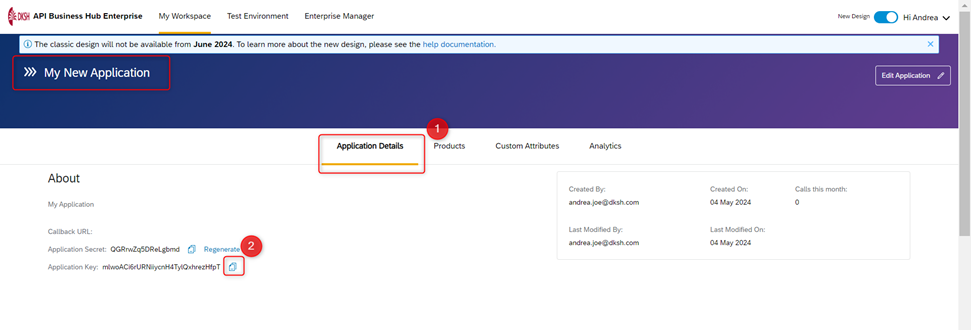 DKSH API Business Hub Enterprise My Workspace Test Environment Enterprise Manager New Design Hi Andrea
The classic design will not be available from June 2024. To learn more about the new design, please see the help documentation.
My New Application
Edit Application
1
Application Details Products Custom Attributes Analytics
About
My Application
Callback URL:
Application Secret: QGRrwZq5DReLgbmd Regenerate
2
Application Key: mlwoACi6rURNiiycnH4TylQxhrezHfpT
Created By: Created On: Calls this month:
andrea.joe@dksh.com 04 May 2024 0
Last Modified By: Last Modified On:
andrea.joe@dksh.com 04 May 2024